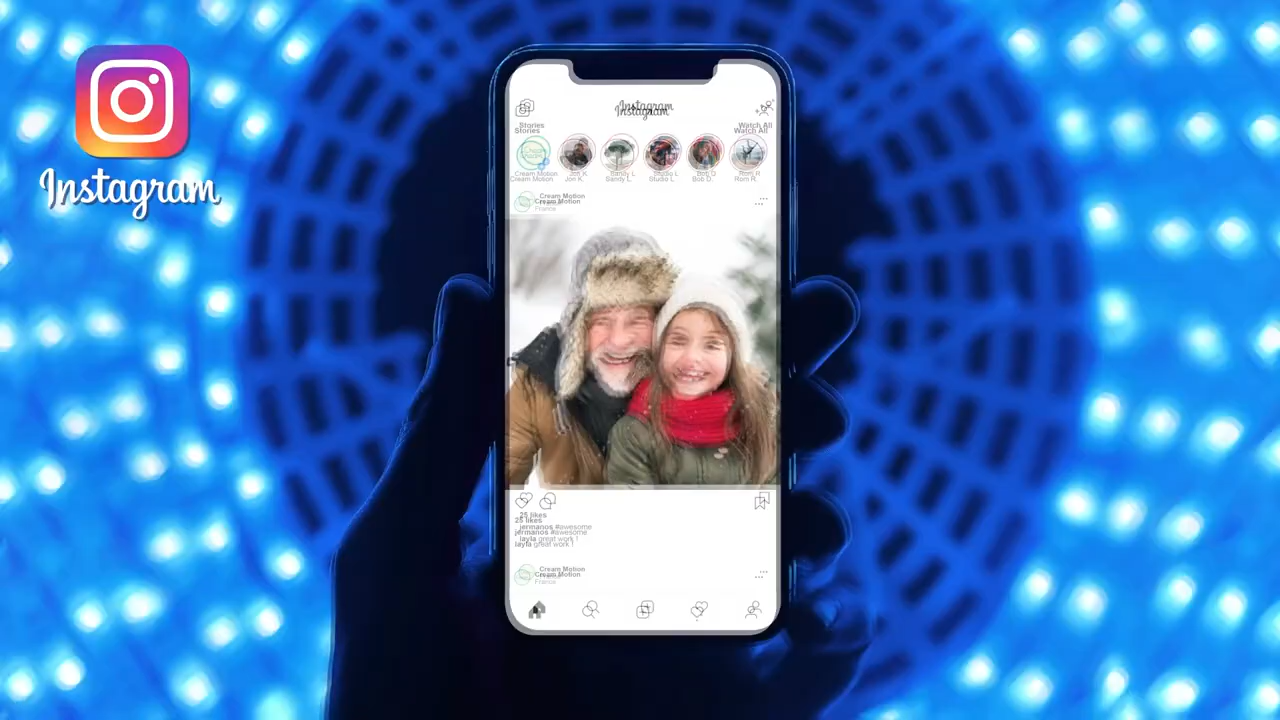 Instagram
Instagram
Stories
Watch All
Cream Motion
Jon K.
Sandy L.
Studio L.
Bob D.
Rom R.
Cream Motion
France
25 likes
jermanos #awesome
layla great work !
Cream Motion
France